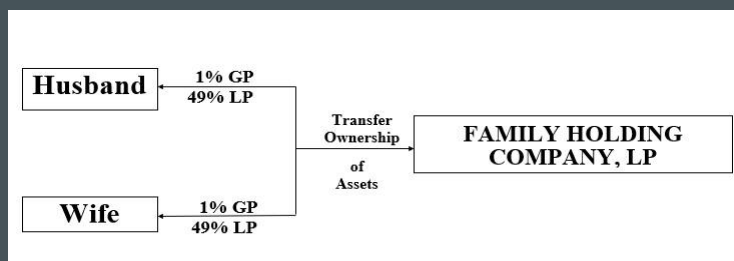 Husband
1% GP
49% LP
Transfer
Ownership
of
Assets
FAMILY HOLDING
COMPANY, LP
Wife
1% GP
49% LP